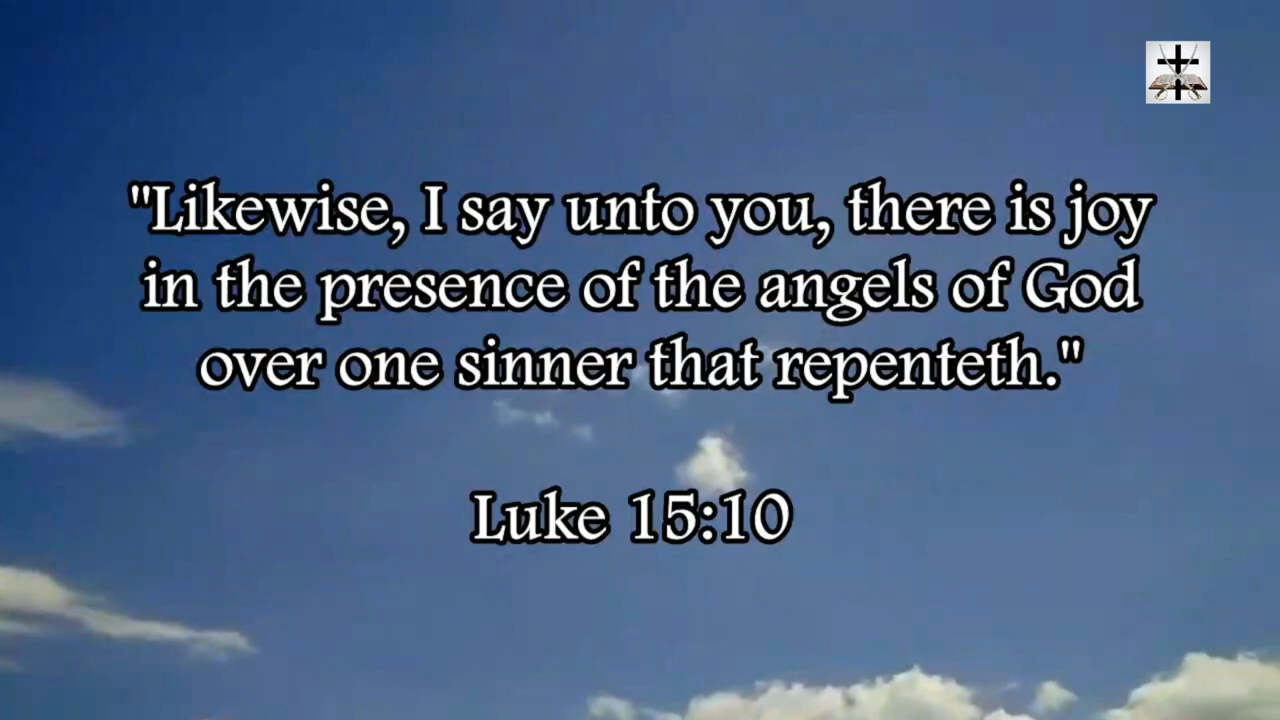 "Likewise, I say unto you, there is joy
in the presence of the angels of God
over one sinner that repenteth."
Luke 15:10